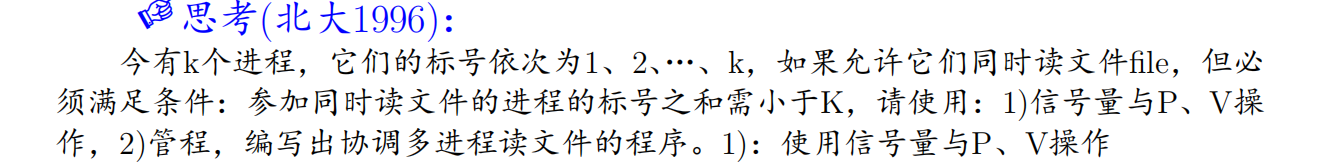 思考(北大1996):
今有k个进程，它们的标号依次为1、2、…、k，如果允许它们同时读文件file，但必
须满足条件：参加同时读文件的进程的标号之和需小于K，请使用：1)信号量与P、V操
作，2)管程，编写出协调多进程读文件的程序。1)：使用信号量与P、V操作